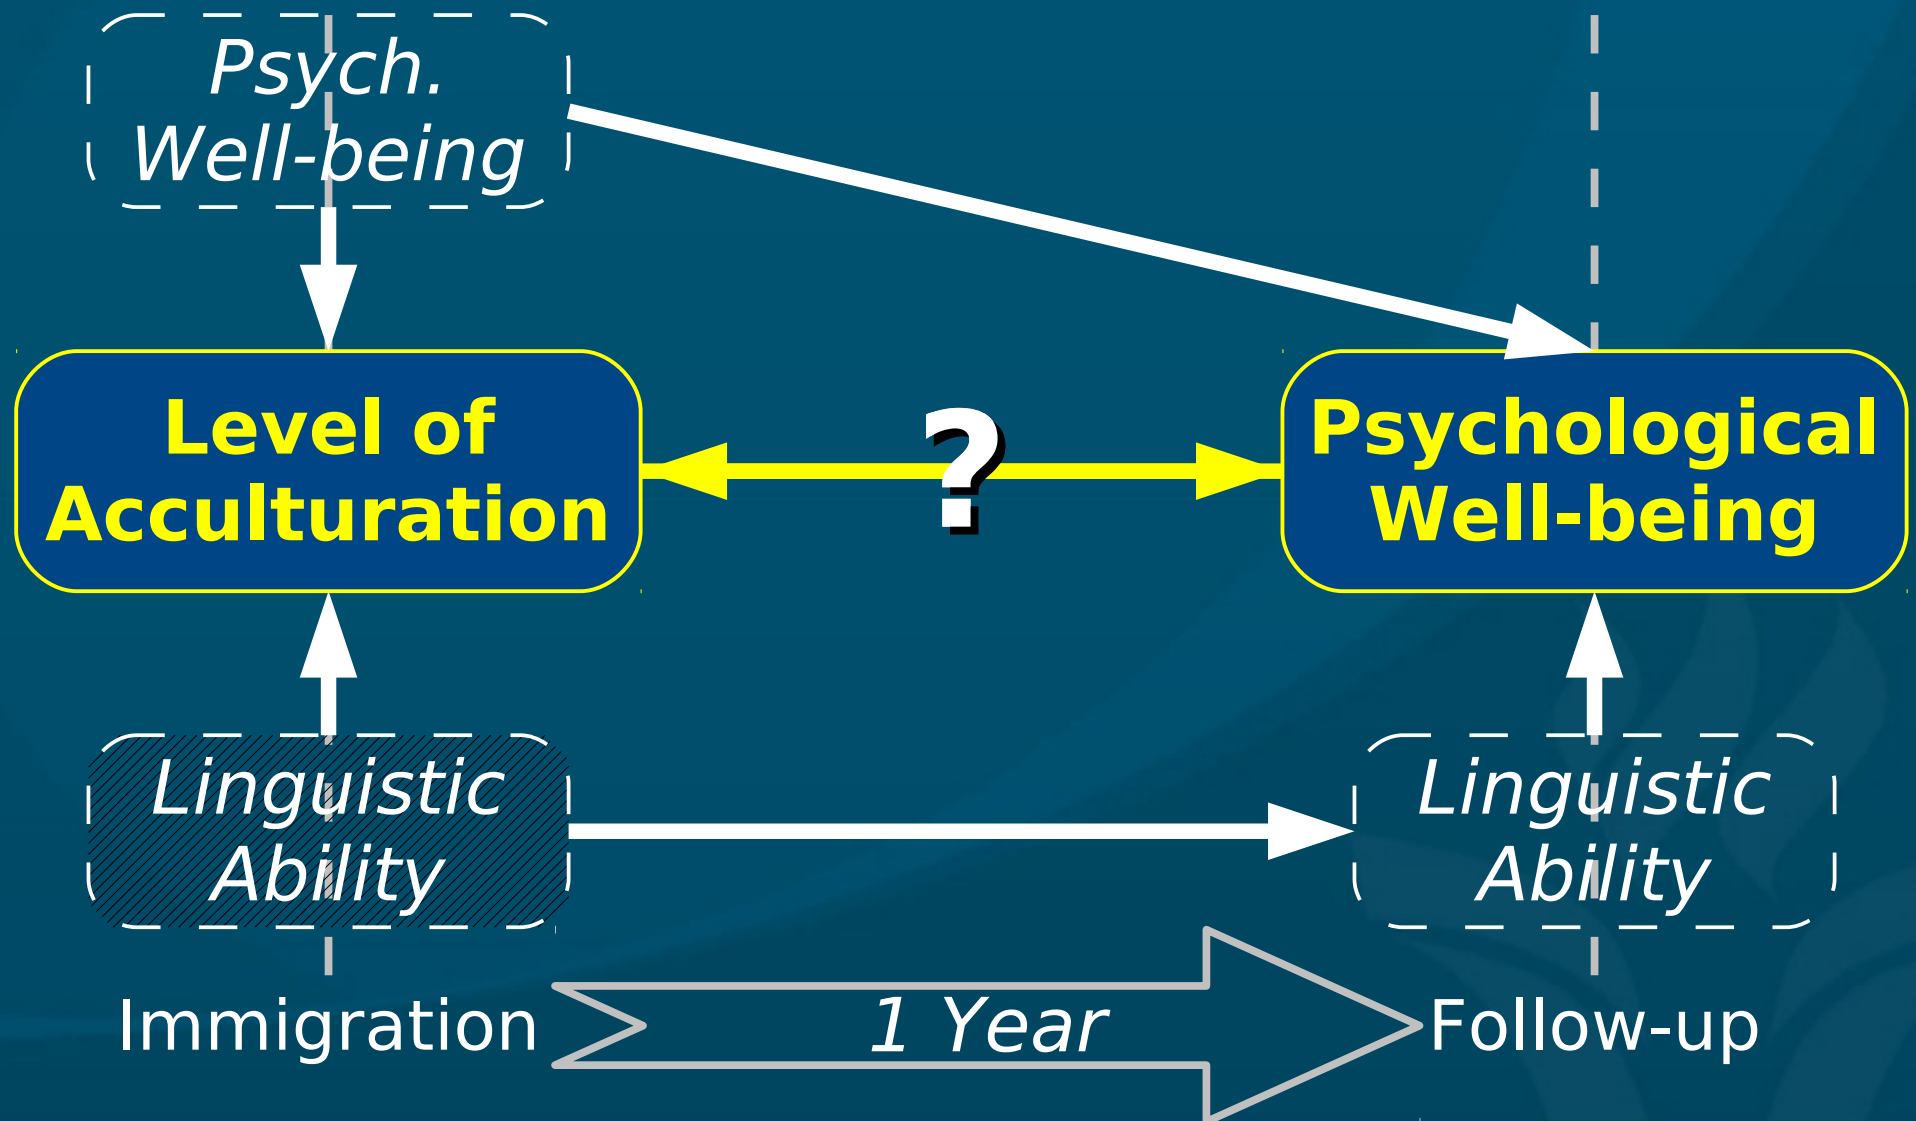 Psych.
Well-being
Level of
Acculturation
?
Psychological
Well-being
Linguistic
Ability
Linguistic
Ability
Immigration
1 Year
Follow-up